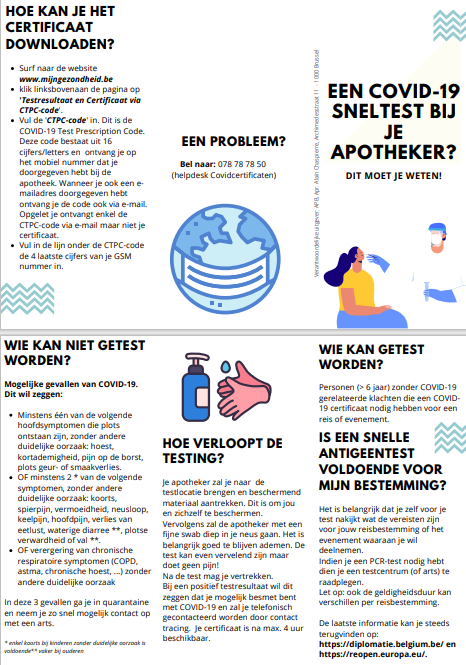 HOE KAN JE HET
CERTIFICAAT
DOWNLOADEN?
Surf naar de website
www.mijngezondheid.be
klik linksbovenaan de pagina op
'Testresultaat en Certificaat via
CTPC-code'.
Vul de 'CTPC-code' in. Dit is de
COVID-19 Test Prescription Code.
Deze code bestaat uit 16
cijfers/letters en ontvang je op
het mobiel nummer dat je
doorgegeven hebt bij de
apotheek. Wanneer je ook een e-
mailadres doorgegeven hebt
ontvang je de code ook via e-mail.
Opgelet je ontvangt enkel de
CTPC-code via e-mail maar niet je
certificaat.
Vul in de lijn onder de CTPC-code
de 4 laatste cijfers van je GSM
nummer in.
EEN PROBLEEM?
Bel naar: 078 78 78 50
(helpdesk Covidcertificaten)
Verantwoordelijke uitgever: APB, Apr. Alain Chaspierre, Archimedesstraat 11 - 1000 Brussel
EEN COVID-19
SNELTEST BIJ
JE
APOTHEKER?
DIT MOET JE WETEN!
WIE KAN NIET GETEST
WORDEN?
Mogelijke gevallen van COVID-19.
Dit wil zeggen:
Minstens één van de volgende
hoofdsymptomen die plots
ontstaan zijn, zonder andere
duidelijke oorzaak: hoest,
kortademigheid, pijn op de borst,
plots geur- of smaakverlies.
OF minstens 2 * van de volgende
symptomen, zonder andere
duidelijke oorzaak: koorts,
spierpijn, vermoeidheid, neusloop,
keelpijn, hoofdpijn, verlies van
eetlust, waterige diarree **, plotse
verwardheid of val **.
OF verergering van chronische
respiratoire symptomen (COPD,
astma, chronische hoest, ...) zonder
andere duidelijke oorzaak
In deze 3 gevallen ga je in quarantaine
en neem je zo snel mogelijk contact op
met een arts.
* enkel koorts bij kinderen zonder duidelijke oorzaak is
voldoende** vaker bij ouderen
HOE VERLOOPT DE
TESTING?
Je apotheker zal je naar de
testlocatie brengen en beschermend
materiaal aantrekken. Dit is om jou
en zichzelf te beschermen.
Vervolgens zal de apotheker met een
fijne swab diep in je neus gaan. Het is
belangrijk goed te blijven ademen. De
test kan even vervelend zijn maar
doet geen pijn!
Na de test mag je vertrekken.
Bij een positief testresultaat wil dit
zeggen dat je mogelijk besmet bent
met COVID-19 en zal je telefonisch
gecontacteerd worden door contact
tracing. Je certificaat is na max. 4 uur
beschikbaar.
WIE KAN GETEST
WORDEN?
Personen (> 6 jaar) zonder COVID-19
gerelateerde klachten die een COVID-
19 certificaat nodig hebben voor een
reis of evenement.
IS EEN SNELLE
ANTIGEENTEST
VOLDOENDE VOOR
MIJN BESTEMMING?
Het is belangrijk dat je zelf voor je
test nakijkt wat de vereisten zijn
voor jouw reisbestemming of het
evenement waaraan je wil
deelnemen.
Indien je een PCR-test nodig hebt
dien je een testcentrum (of arts) te
raadplegen.
Let op: ook de geldigheidsduur kan
verschillen per reisbestemming.
De laatste informatie kan je steeds
terugvinden op:
https://diplomatie.belgium.be/ en
https://reopen.europa.eu/.